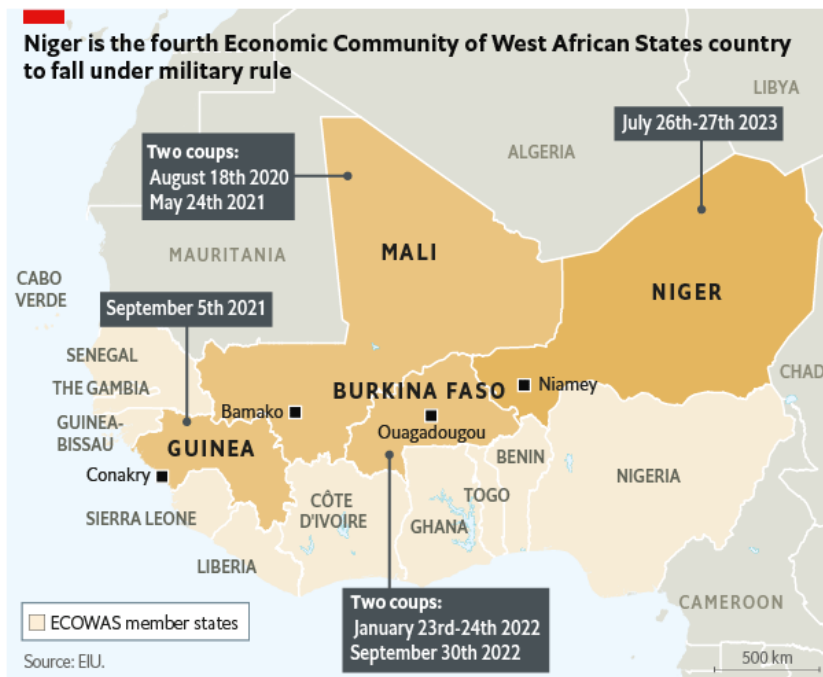 Niger is the fourth Economic Community of West African States country
to fall under military rule
LIBYA
July 26th-27th 2023
ALGERIA
Two coups:
August 18th 2020
May 24th 2021
MAURITANIA
MALI
CABO
VERDE
NIGER
September 5th 2021
SENEGAL
THE GAMBIA
GUINEA-
BISSAU
CHAD
BURKINA FASO
Niamey
Bamako
Ouagadougou
GUINEA
Conakry
BENIN
NIGERIA
TOGO
CÔTE
D'IVOIRE
GHANA
SIERRA LEONE
LIBERIA
CAMEROON
Two coups:
January 23rd-24th 2022
September 30th 2022
ECOWAS member states
Source: EIU.
500 km